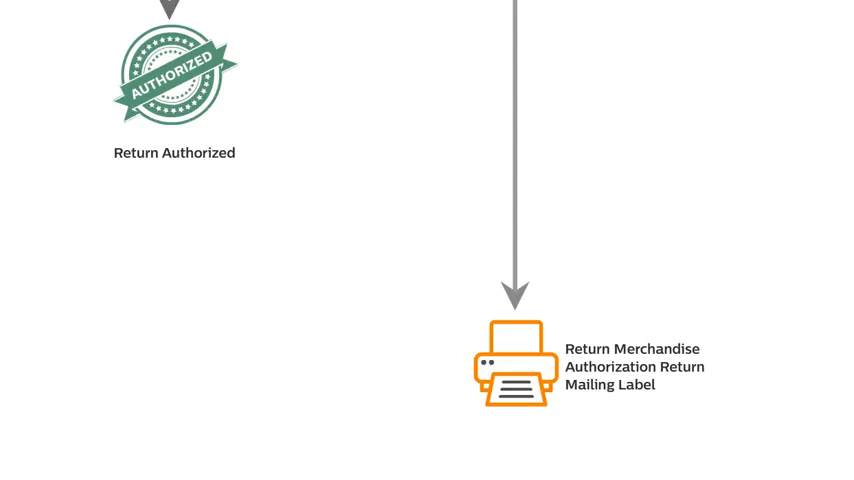 AUTHORIZED
Return Authorized
Return Merchandise
Authorization Return
Mailing Label